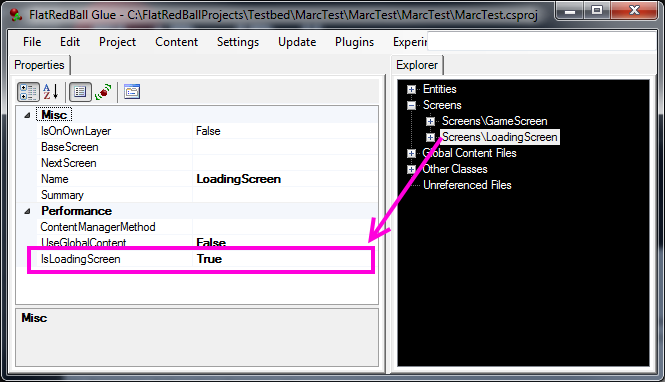 FlatRedBall Glue - C:\FlatRedBallProjects\Testbed\MarcTest\MarcTest\MarcTest\MarcTest.csproj
File Edit Project Content Settings Update Plugins Experin
Properties
Misc
IsOnOwnLayer False
BaseScreen
NextScreen
Name LoadingScreen
Summary
Performance
ContentManagerMethod
UseGlobalContent False
IsLoadingScreen True
Misc
Explorer
Entities
Screens
Screens\GameScreen
Screens\LoadingScreen
Global Content Files
Other Classes
Unreferenced Files